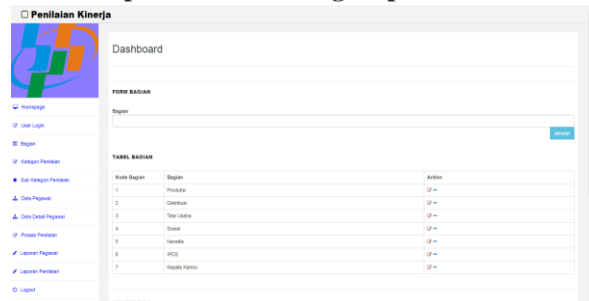 Penilaian Kinerja
Dashboard
FORM BAGIAN
Bagian
simpan
TABEL BAGIAN
Kode Bagian Bagian Action
1 Produksi
2 Distribusi
3 Tata Usaha
4 Sosial
5 Nerwilis
6 IPDS
7 Kepala Kantor
Homepage
User Login
Bagian
Kategori Penilaian
Sub Kategori Penilaian
Data Pegawai
Data Detail Pegawai
Proses Penilaian
Laporan Pegawai
Laporan Penilaian
Logout